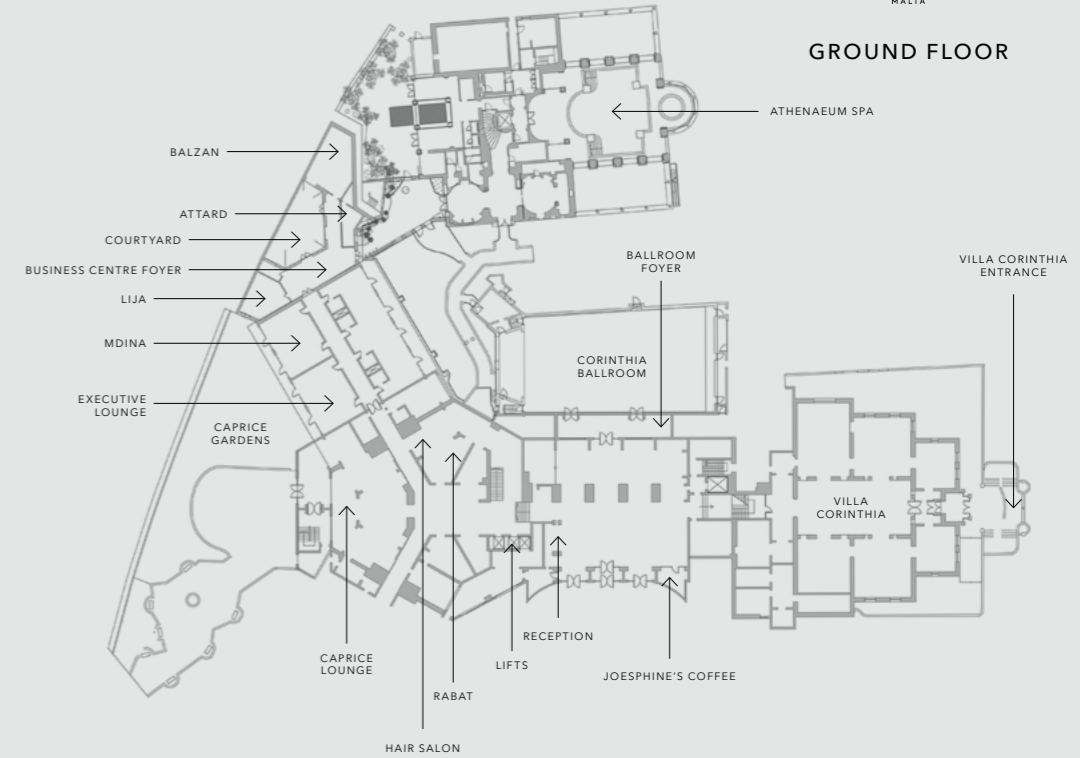 MALTA
GROUND FLOOR
ATHENAEUM SPA
BALZAN
ATTARD
COURTYARD
BUSINESS CENTRE FOYER
LIJA
MDINA
EXECUTIVE
LOUNGE
CAPRICE
GARDENS
BALLROOM
FOYER
VILLA CORINTHIA
ENTRANCE
CORINTHIA
BALLROOM
VILLA
CORINTHIA
RECEPTION
CAPRICE
LOUNGE
LIFTS
JOESPHINE'S COFFEE
RABAT
HAIR SALON